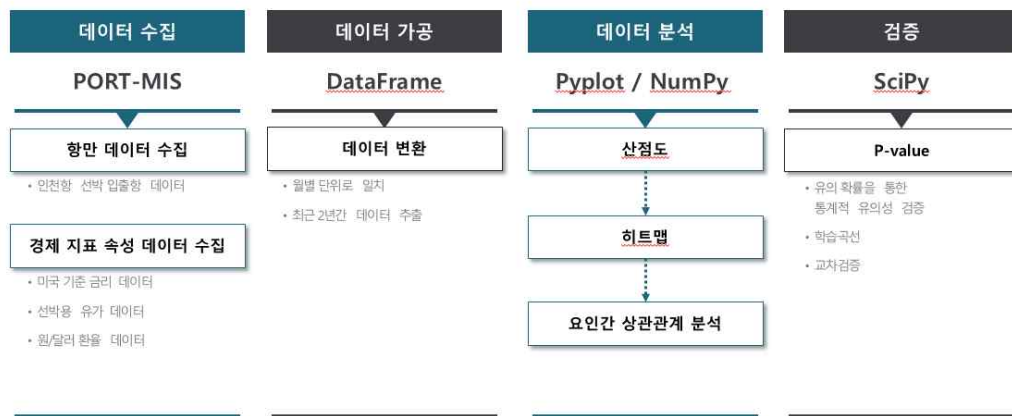 데이터 수집
PORT-MIS
항만 데이터 수집
• 인천항 선박 입출항 데이터
경제 지표 속성 데이터 수집
• 미국 기준 금리 데이터
• 선박용 유가 데이터
• 원/달러 환율 데이터
데이터 가공
DataFrame
데이터 변환
• 월별 단위로 일치
• 최근 2년간 데이터 추출
데이터 분석
Pyplot / NumPy
산점도
히트맵
요인간 상관관계 분석
검증
SciPy
P-value
• 유의 확률을 통한
통계적 유의성 검증
• 학습곡선
• 교차검증